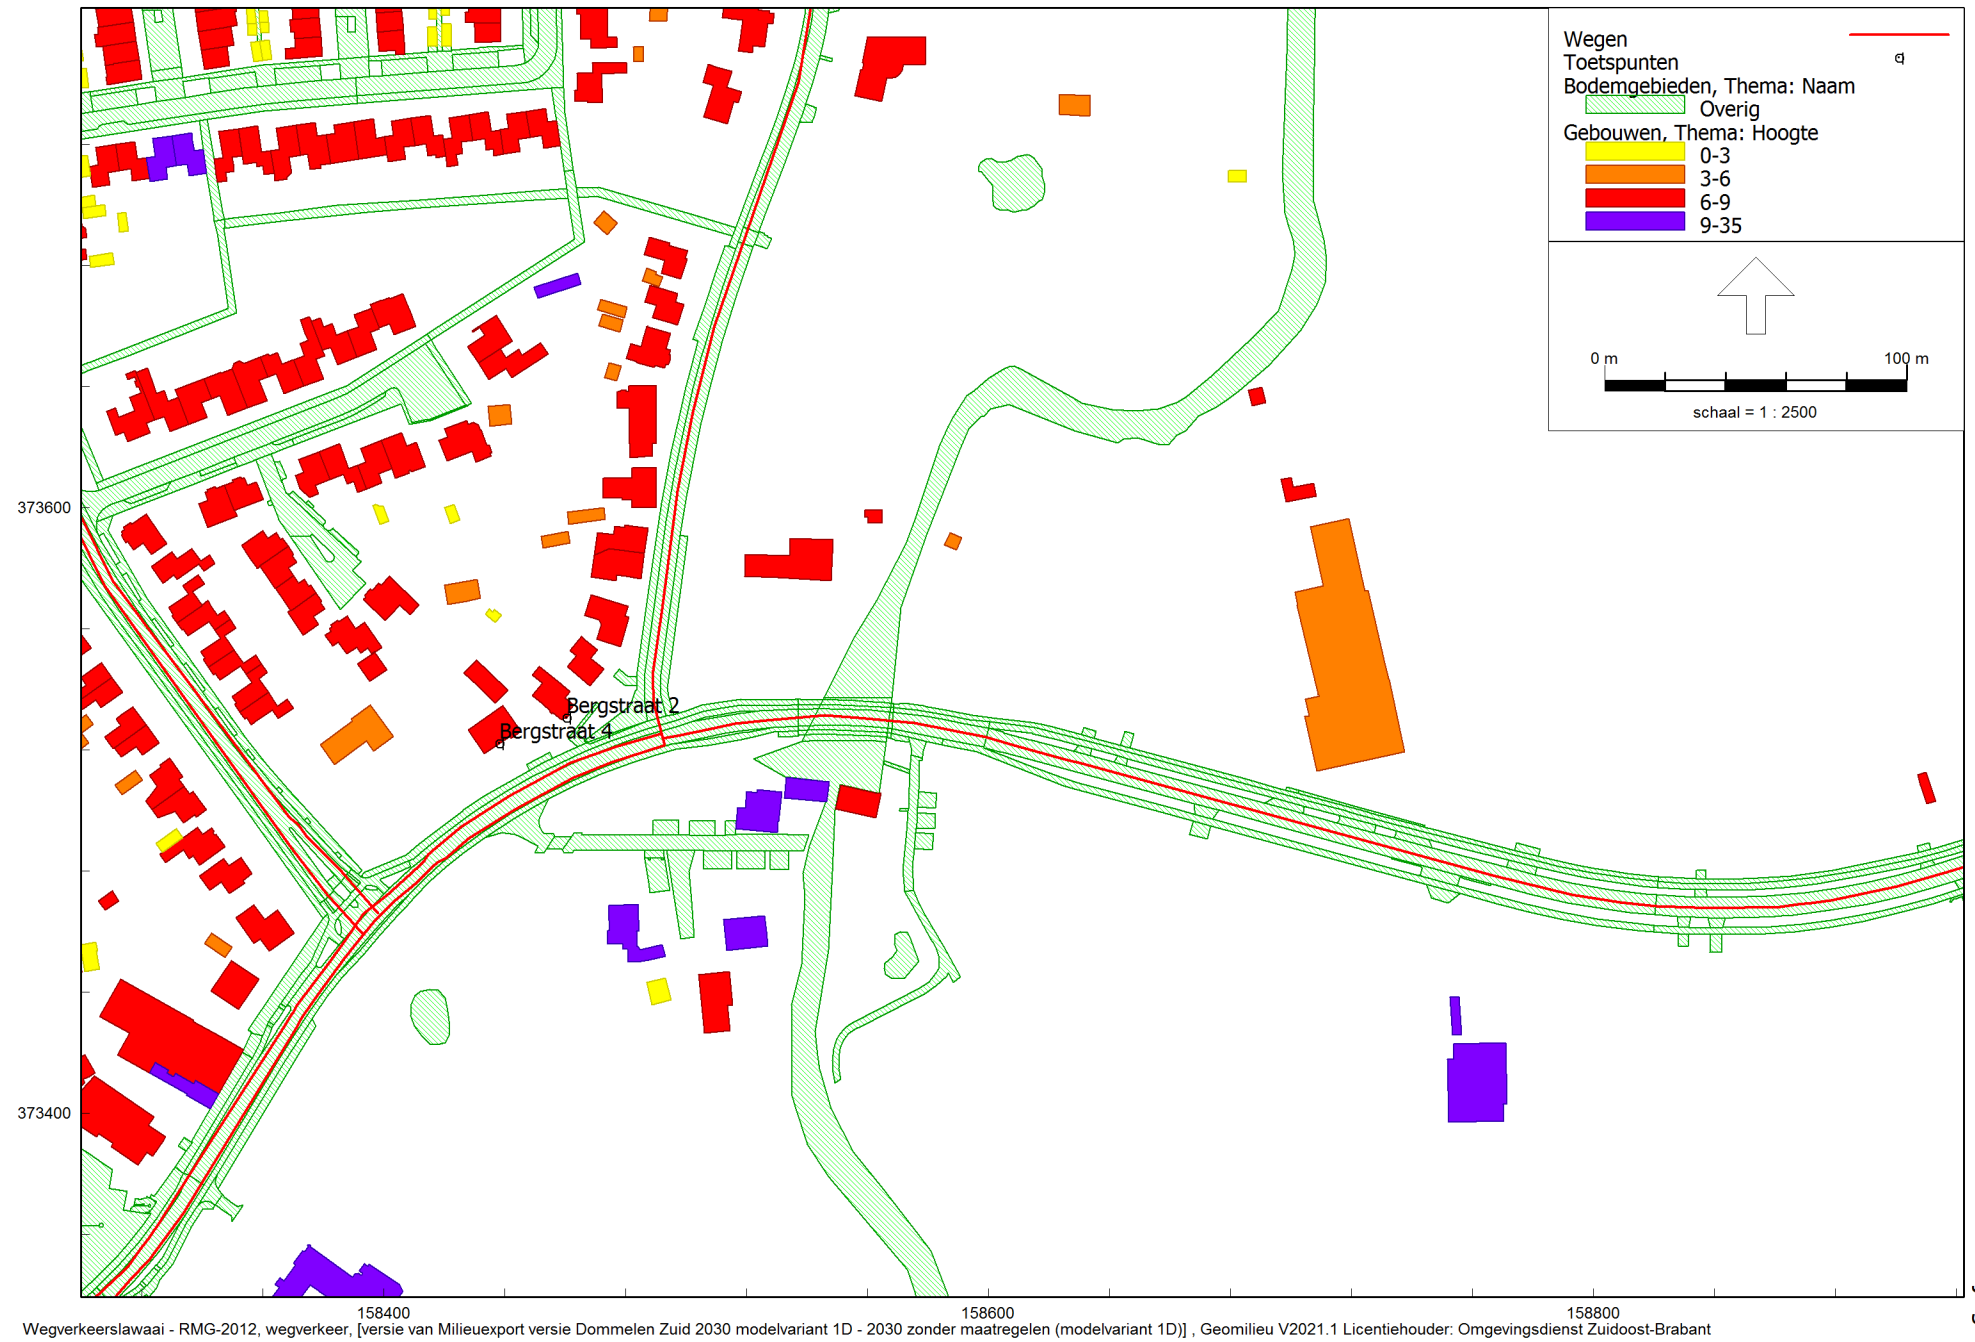 Wegen
Toetspunten
Bodemgebieden, Thema: Naam
Overig
Gebouwen, Thema: Hoogte
0-3
3-6
6-9
9-35
0 m 100 m
schaal = 1 : 2500
373600
Bergstraat 2
Bergstraat 4
373400
158400 158600 158800
Wegverkeerslawaai - RMG-2012, wegverkeer, [versie van Milieuexport versie Dommelen Zuid 2030 modelvariant 1D - 2030 zonder maatregelen (modelvariant 1D)] , Geomilieu V2021.1 Licentiehouder: Omgevingsdienst Zuidoost-Brabant